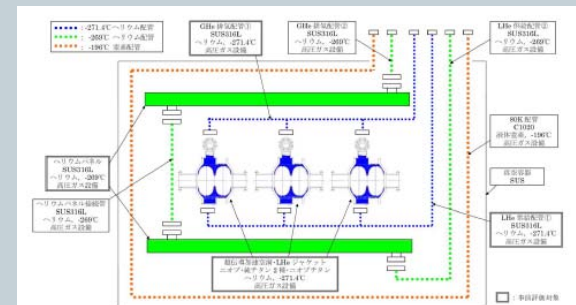 : -271.4℃ヘリウム配管
: -269℃ ヘリウム配管
: -196℃ 窒素配管
GHe 排気配管①
SUS316L
ヘリウム, -271.4℃
高圧ガス設備
GHe 排気配管②
SUS316L
ヘリウム, -269℃
高圧ガス設備
LHe 供給配管②
SUS316L
ヘリウム, -269℃
高圧ガス設備
80K 配管
C1020
液体窒素, -196℃
高圧ガス設備
真空容器
SUS
ヘリウムパネル
SUS316L
ヘリウム, -269℃
高圧ガス設備
ヘリウムパネル接続管
SUS316L
ヘリウム, -269℃
高圧ガス設備
LHe 供給配管①
SUS316L
ヘリウム, -271.4℃
高圧ガス設備
超伝導加速空洞・LHe ジャケット
ニオブ・純チタン2種・ニオブチタン
ヘリウム, -271.4℃
高圧ガス設備
: 事前評価対象